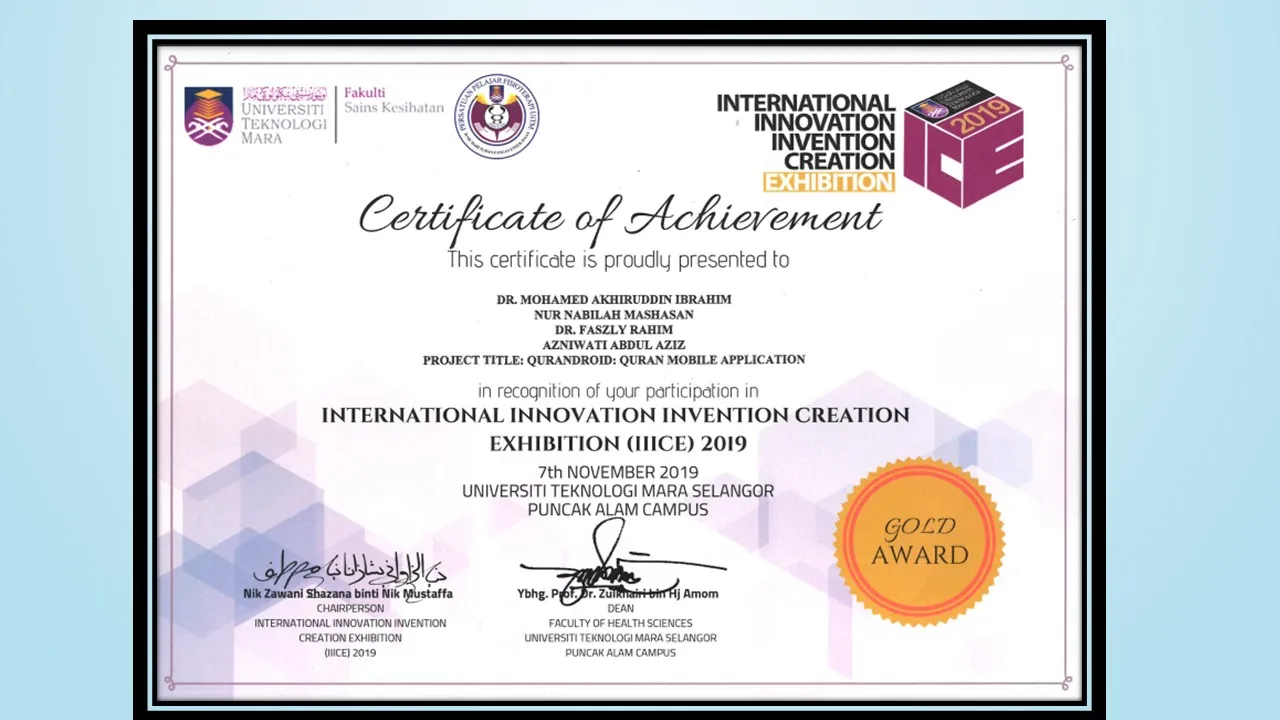 UNIVERSITI
TEKNOLOGI
MARA
Fakulti
Sains Kesihatan
PERSATUAN PELAJAR FISIOTERAPI UiTM
INTERNATIONAL
INNOVATION
INVENTION
CREATION
EXHIBITION
2019
ICE
Certificate of Achievement
This certificate is proudly presented to
DR. MOHAMED AKHIRUDDIN IBRAHIM
NUR NABILAH MASHASAN
DR. FASZLY RAHIM
AZNIWATI ABDUL AZIZ
PROJECT TITLE: QURANDROID: QURAN MOBILE APPLICATION
in recognition of your participation in
INTERNATIONAL INNOVATION INVENTION CREATION
EXHIBITION (IIICE) 2019
7th NOVEMBER 2019
UNIVERSITI TEKNOLOGI MARA SELANGOR
PUNCAK ALAM CAMPUS
GOLD
AWARD
Nik Zawani Shazana binti Nik Mustaffa
CHAIRPERSON
INTERNATIONAL INNOVATION INVENTION
CREATION EXHIBITION
(IIICE) 2019
Ybhg. Prof. Dr. Zulkhairi bin Hj Amom
DEAN
FACULTY OF HEALTH SCIENCES
UNIVERSITI TEKNOLOGI MARA SELANGOR
PUNCAK ALAM CAMPUS